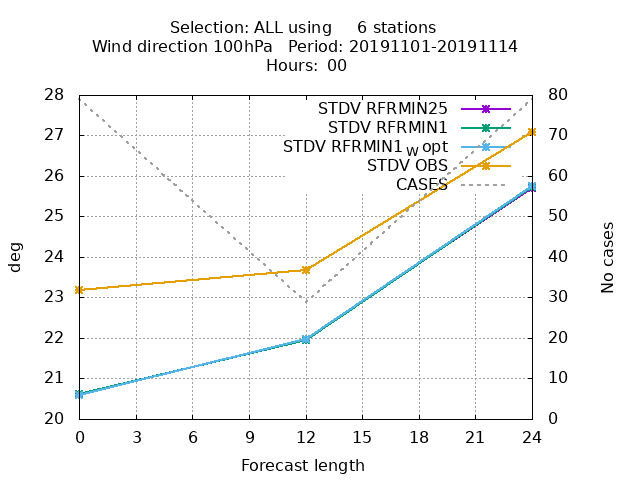 Selection: ALL using 6 stations
Wind direction 100hPa Period: 20191101-20191114
Hours: 00
28 80
STDV RFRMIN25
STDV RFRMIN1
27 70
STDV RFRMIN1 w opt
STDV OBS
26 60
CASES
25 50
24 40
deg
No cases
23 30
22 20
21 10
20 0
0 3 6 9 12 15 18 21 24
Forecast length